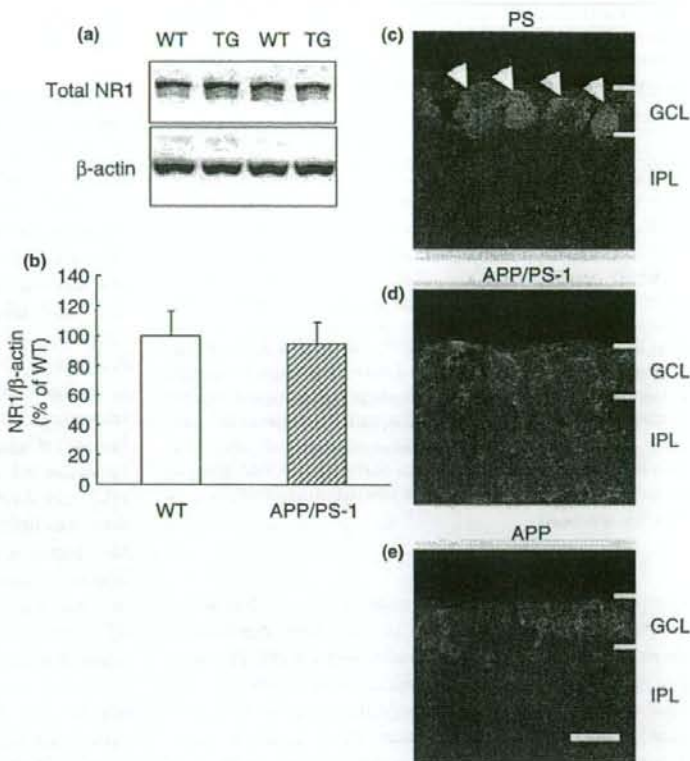 (a)
WT TG WT TG
Total NR1
β-actin
(b)
140
120
100
80
60
40
20
0
NR1/β-actin
(% of WT)
WT APP/PS-1
(c)
PS
GCL
IPL
(d)
APP/PS-1
GCL
IPL
(e)
APP
GCL
IPL